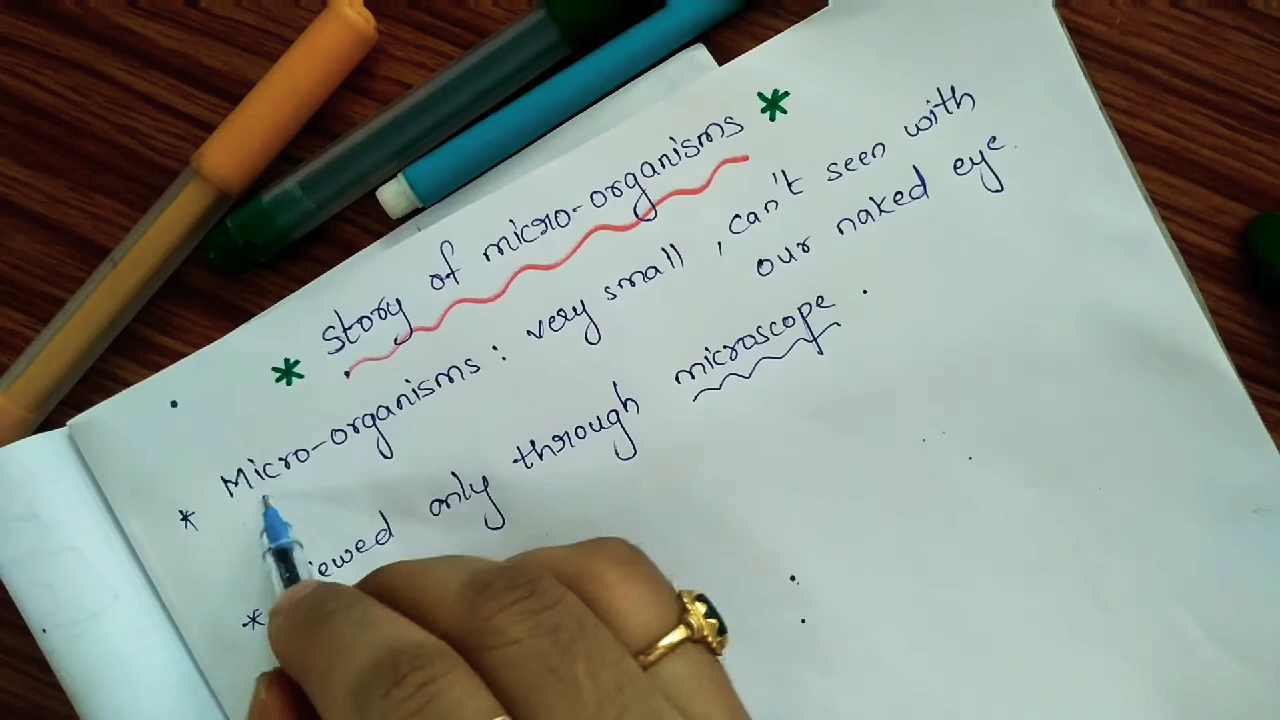 * Story of micro-organisms *
* Micro-organisms : very small , can't seen with
our naked eye.
* iewed only through microscope .